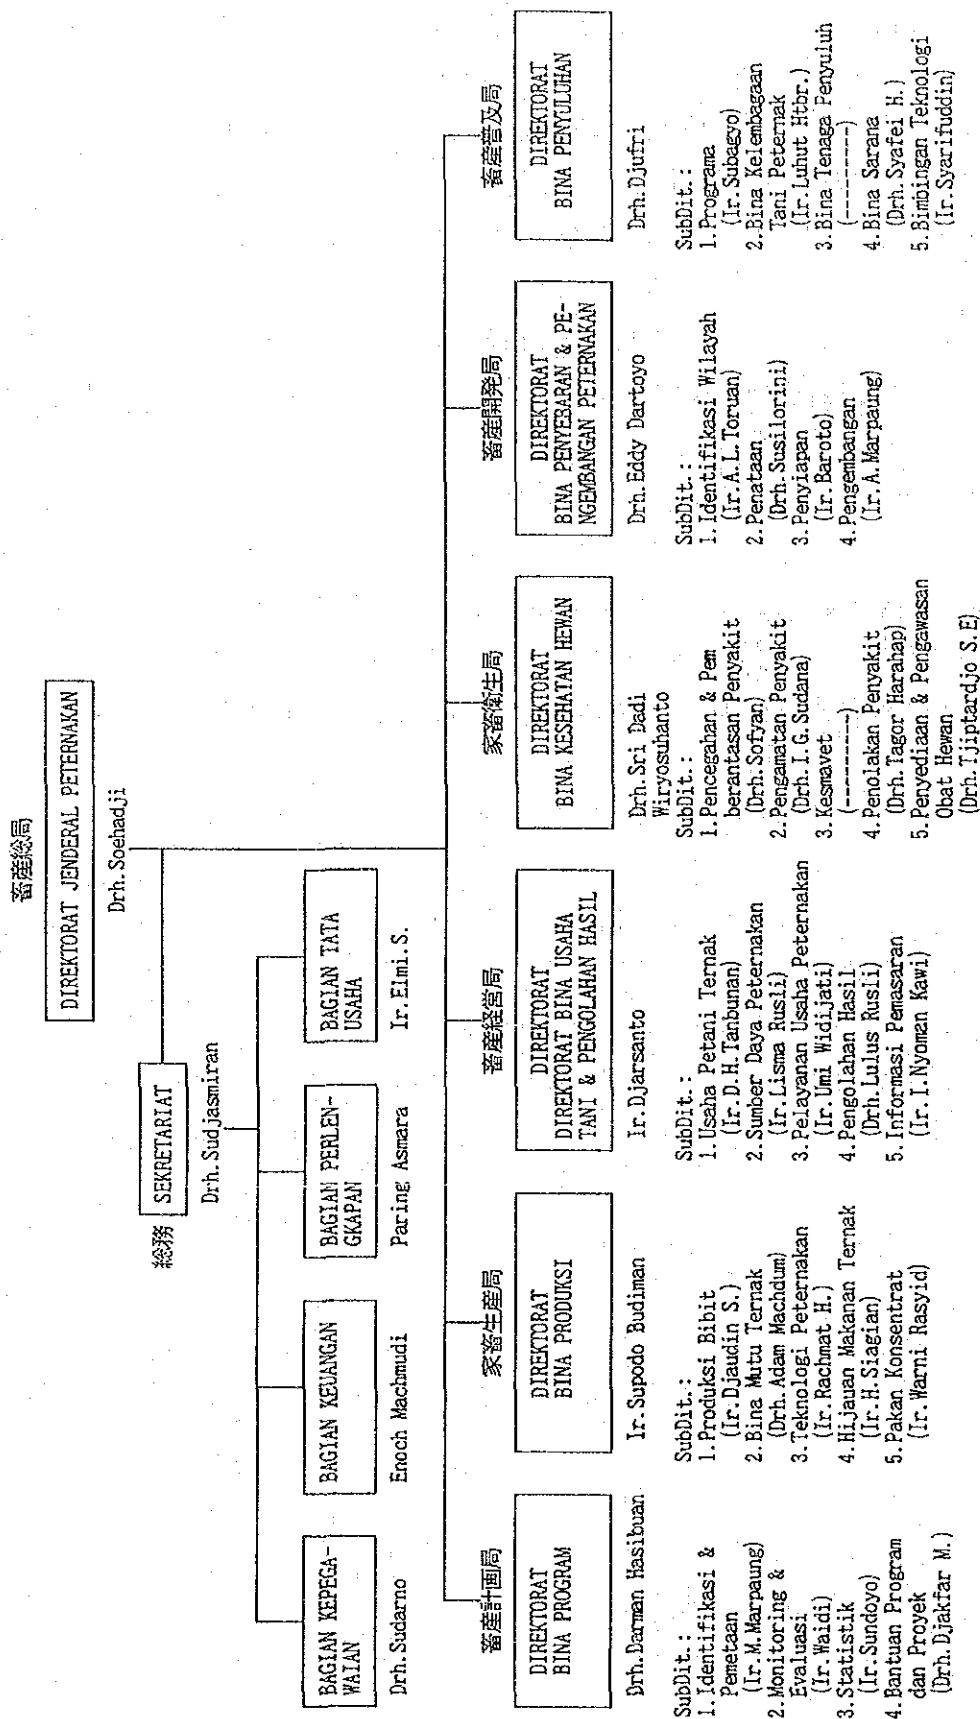 畜産総局
DIREKTORAT JENDERAL PETERNAKAN
Drh.Soehadji
総務
SEKRETARIAT
Drh.Sudjasmiran
BAGIAN KEPEGA-
WAIAN
Drh.Sudarno
BAGIAN KEUANGAN
Enoch Machmudi
BAGIAN PERLEN-
GKAPAN
Paring Asmara
BAGIAN TATA
USAHA
Ir.Elmi.S.
畜産計画局
DIREKTORAT
BINA PROGRAM
Drh.Darman Hasibuan
SubDit.:
1.Identifikasi &
Pemetaan
(Ir.M.Marpaung)
2.Monitoring &
Evaluasi
(Ir.Waidi)
3.Statistik
(Ir.Sundoyo)
4.Bantuan Program
dan Proyek
(Drh.Djakfar M.)
家畜生産局
DIREKTORAT
BINA PRODUKSI
Ir.Supodo Budiman
SubDit.:
1.Produksi Bibit
(Ir.Djaudin S.)
2.Bina Mutu Ternak
(Drh.Adam Machdum)
3.Teknologi Peternakan
(Ir.Rachmat H.)
4.Hijauan Makanan Ternak
(Ir.H.Siagian)
5.Pakan Konsentrat
(Ir.Warni Rasyid)
畜産経営局
DIREKTORAT
DIREKTORAT BINA USAHA
TANI & PENGOLAHAN HASIL
Ir.Djarsanto
SubDit.:
1.Usaha Petani Ternak
(Ir.D.H.Tanbunan)
2.Sumber Daya Peternakan
(Ir.Lisma Rusli)
3.Pelayanan Usaha Peternakan
(Ir.Umi Widijati)
4.Pengolahan Hasil
(Drh.Lulus Rusli)
5.Informasi Pemasaran
(Ir.I.Nyoman Kawi)
家畜衛生局
DIREKTORAT
BINA KESEHATAN HEWAN
Drh.Sri Dadi
Wiryosuhanto
SubDit.:
1.Pencegahan & Pem
berantasan Penyakit
(Drh.Sofyan)
2.Pengamatan Penyakit
(Drh.I.G.Sudana)
3.Kesmavet
(---------)
4.Penolakan Penyakit
(Drh.Tagor Harahap)
5.Penyediaan & Pengawasan
Obat Hewan
(Drh.Tjiptardjo S.E)
畜産開発局
DIREKTORAT
BINA PENYEBARAN & PE-
NGEMBANGAN PETERNAKAN
Drh.Eddy Dartoyo
SubDit.:
1.Identifikasi Wilayah
(Ir.A.L.Toruan)
2.Penataan
(Drh.Susilorini)
3.Penyiapan
(Ir.Baroto)
4.Pengembangan
(Ir.A.Marpaung)
畜産普及局
DIREKTORAT
BINA PENYULUHAN
Drh.Djufri
SubDit.:
1.Programa
(Ir.Subagyo)
2.Bina Kelembagaan
Tani Peternak
(Ir.Luhut Htbr.)
3.Bina Tenaga Penyuluh
(---------)
4.Bina Sarana
(Drh.Syafei H.)
5.Bimbingan Teknologi
(Ir.Syarifuddin)